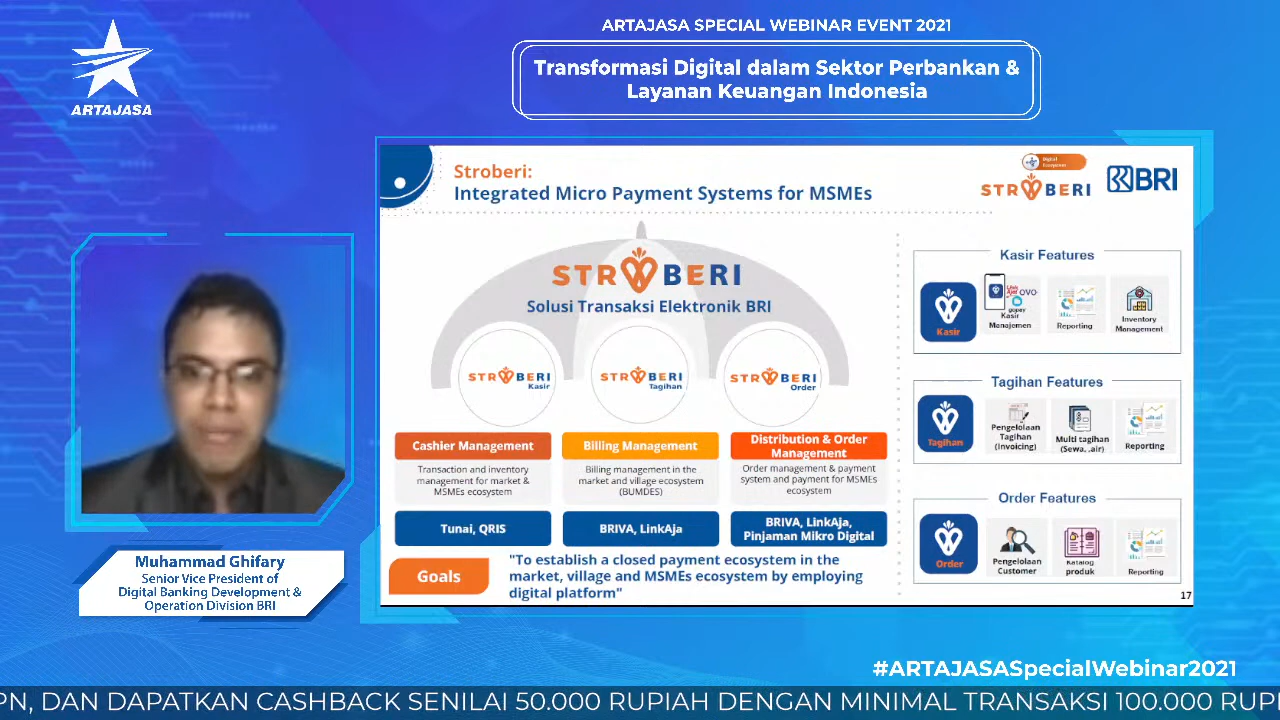 ARTAJASA
ARTAJASA SPECIAL WEBINAR EVENT 2021
Transformasi Digital dalam Sektor Perbankan &
Layanan Keuangan Indonesia
Stroberi:
Integrated Micro Payment Systems for MSMEs
Digital
Ecosystem
STROBERI
BRI
STROBERI
Solusi Transaksi Elektronik BRI
STROBERI
Kasir
STROBERI
Tagihan
STROBERI
Order
Cashier Management
Transaction and inventory
management for market &
MSMEs ecosystem
Tunai, QRIS
Billing Management
Billing management in the
market and village ecosystem
(BUMDES)
BRIVA, LinkAja
Distribution & Order
Management
Order management & payment
system and payment for MSMEs
ecosystem
BRIVA, LinkAja,
Pinjaman Mikro Digital
Goals
"To establish a closed payment ecosystem in the
market, village and MSMEs ecosystem by employing
digital platform"
Kasir Features
Kasir
OVO
gopay
Kasir
Manajemen
Reporting
Inventory
Management
Tagihan Features
Tagihan
Pengelolaan
Tagihan
(Invoicing)
Multi tagihan
(Sewa,.air)
Reporting
Order Features
Order
Pengelolaan
Customer
Katalog
produk
Reporting
17
Muhammad Ghifary
Senior Vice President of
Digital Banking Development &
Operation Division BRI
#ARTAJASASpecialWebinar2021
PN, DAN DAPATKAN CASHBACK SENILAI 50.000 RUPIAH DENGAN MINIMAL TRANSAKSI 100.000 RUPI